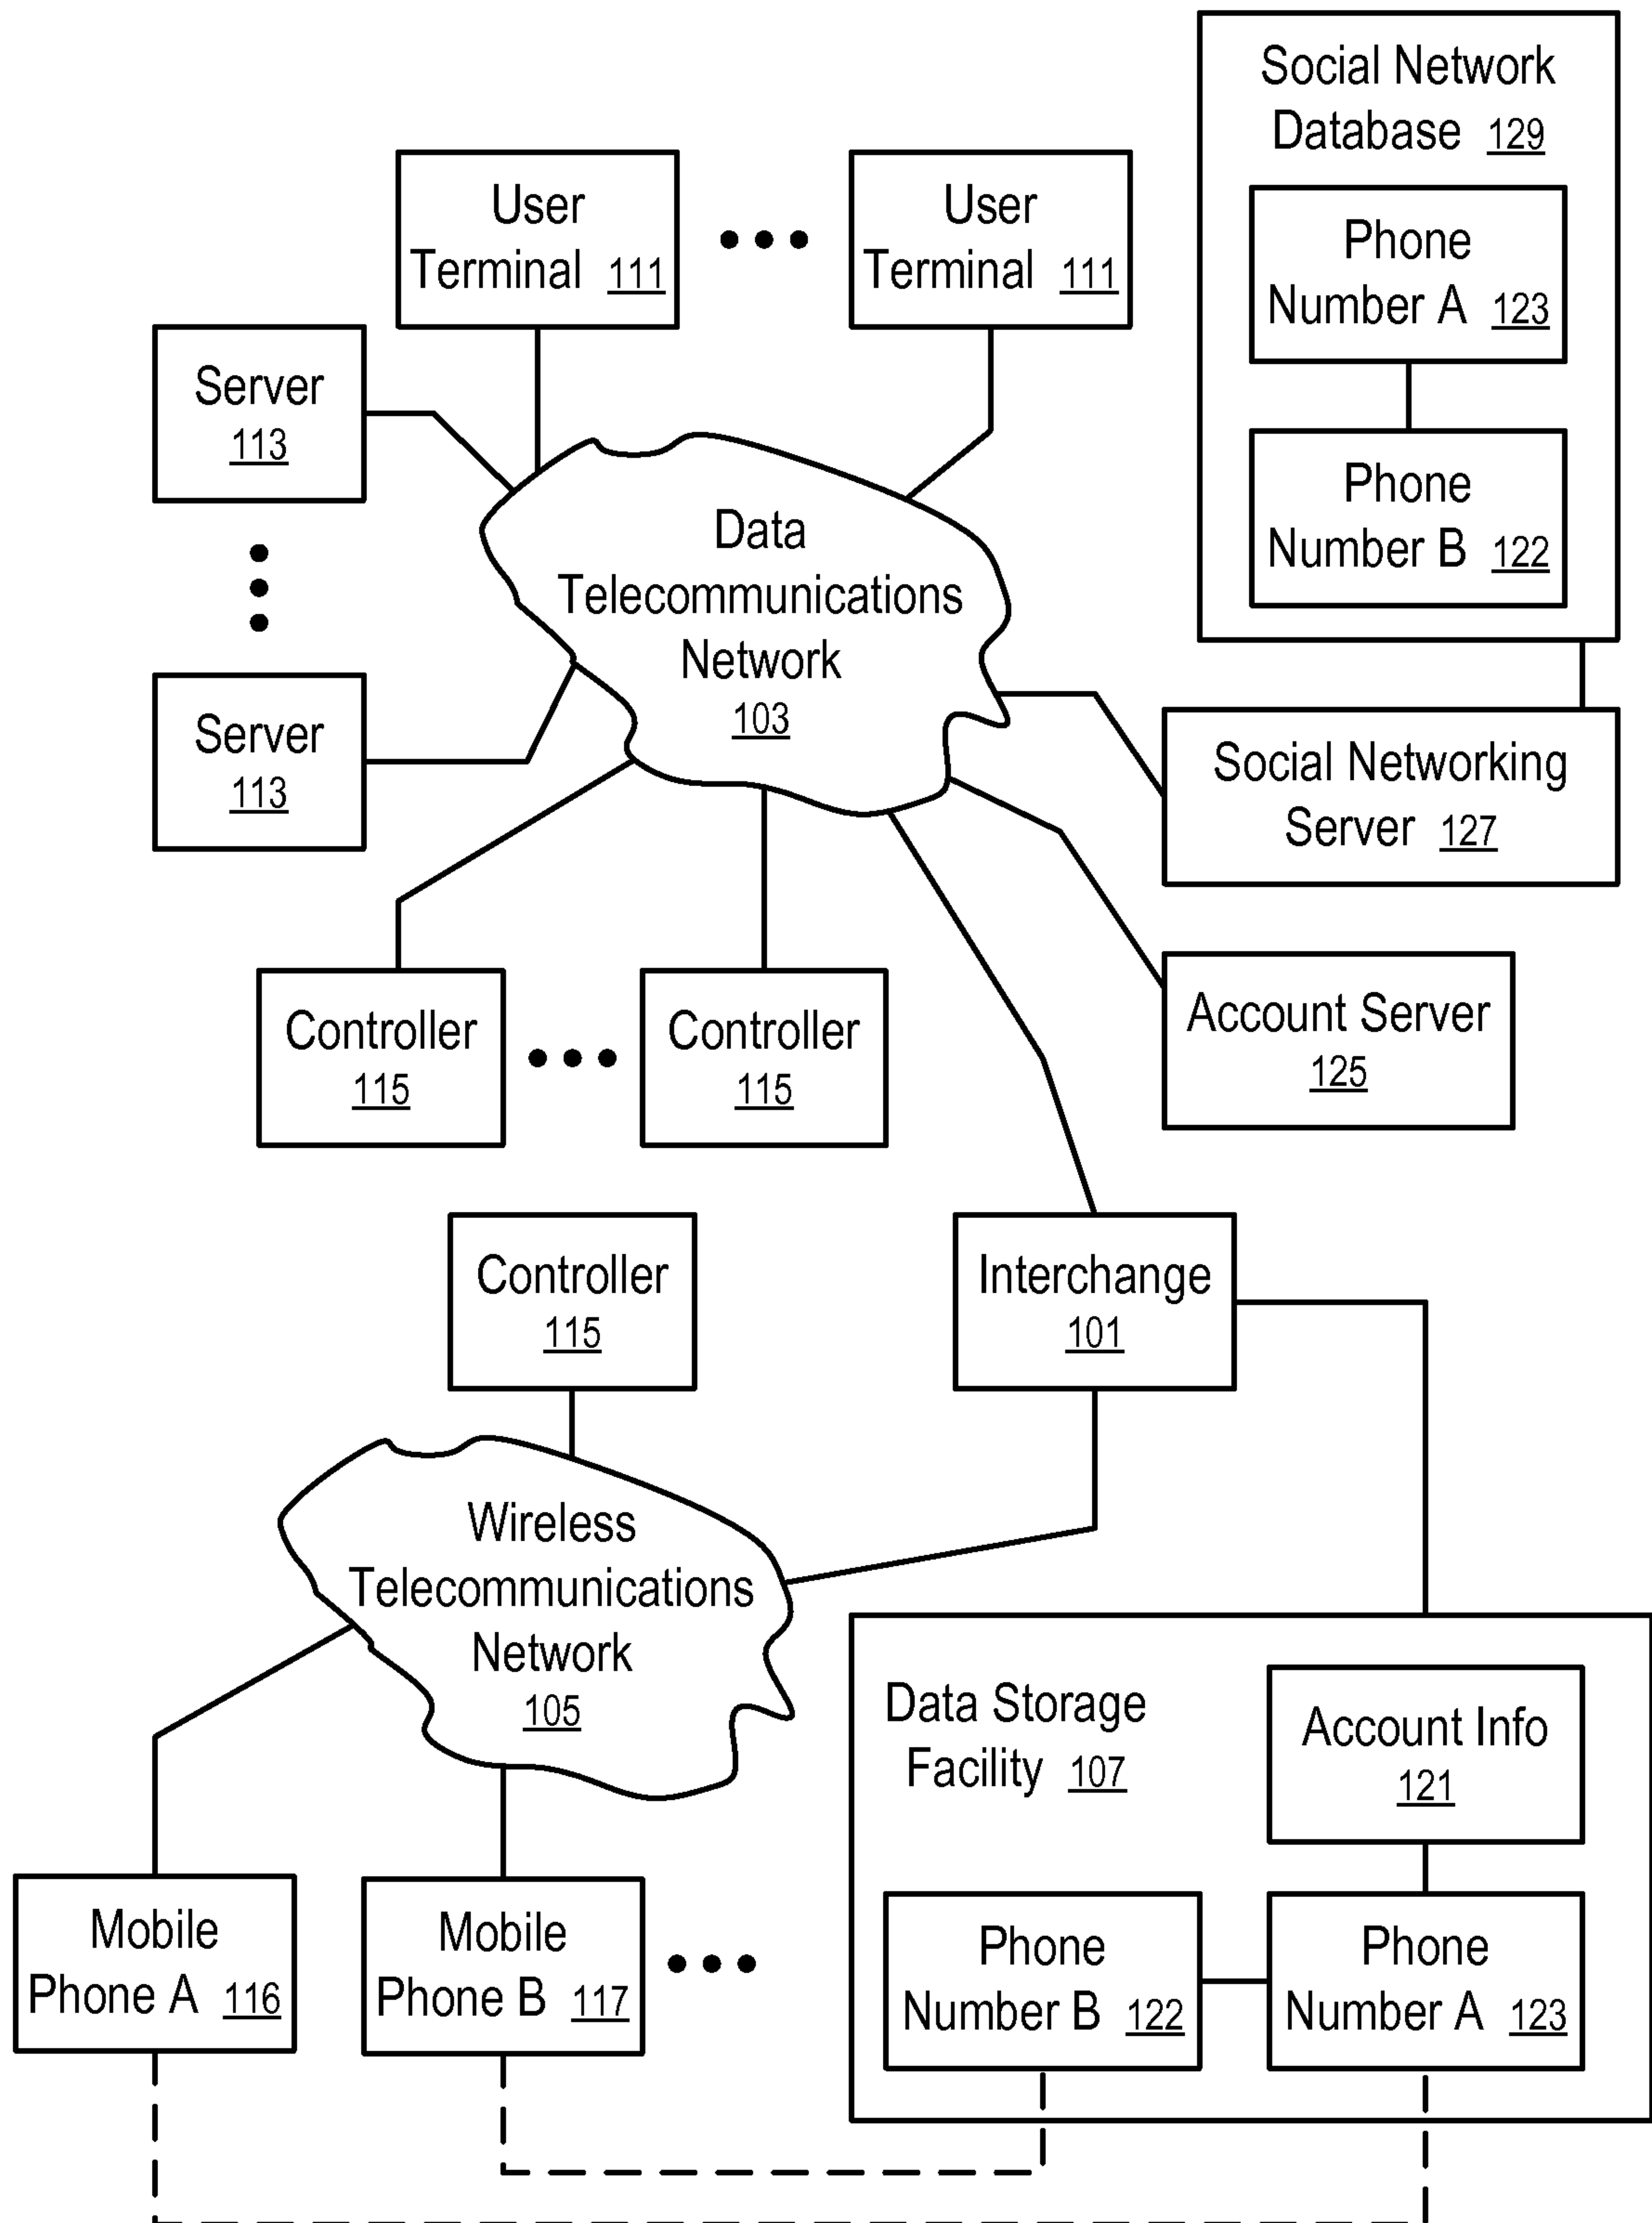 Social Network
Database 129
Phone
Number A 123
Phone
Number B 122
User
Terminal 111
User
Terminal 111
Server
113
Server
113
Data
Telecommunications
Network
103
Social Networking
Server 127
Controller
115
Controller
115
Account Server
125
Controller
115
Interchange
101
Wireless
Telecommunications
Network
105
Data Storage
Facility 107
Account Info
121
Mobile
Phone A 116
Mobile
Phone B 117
Phone
Number B 122
Phone
Number A 123